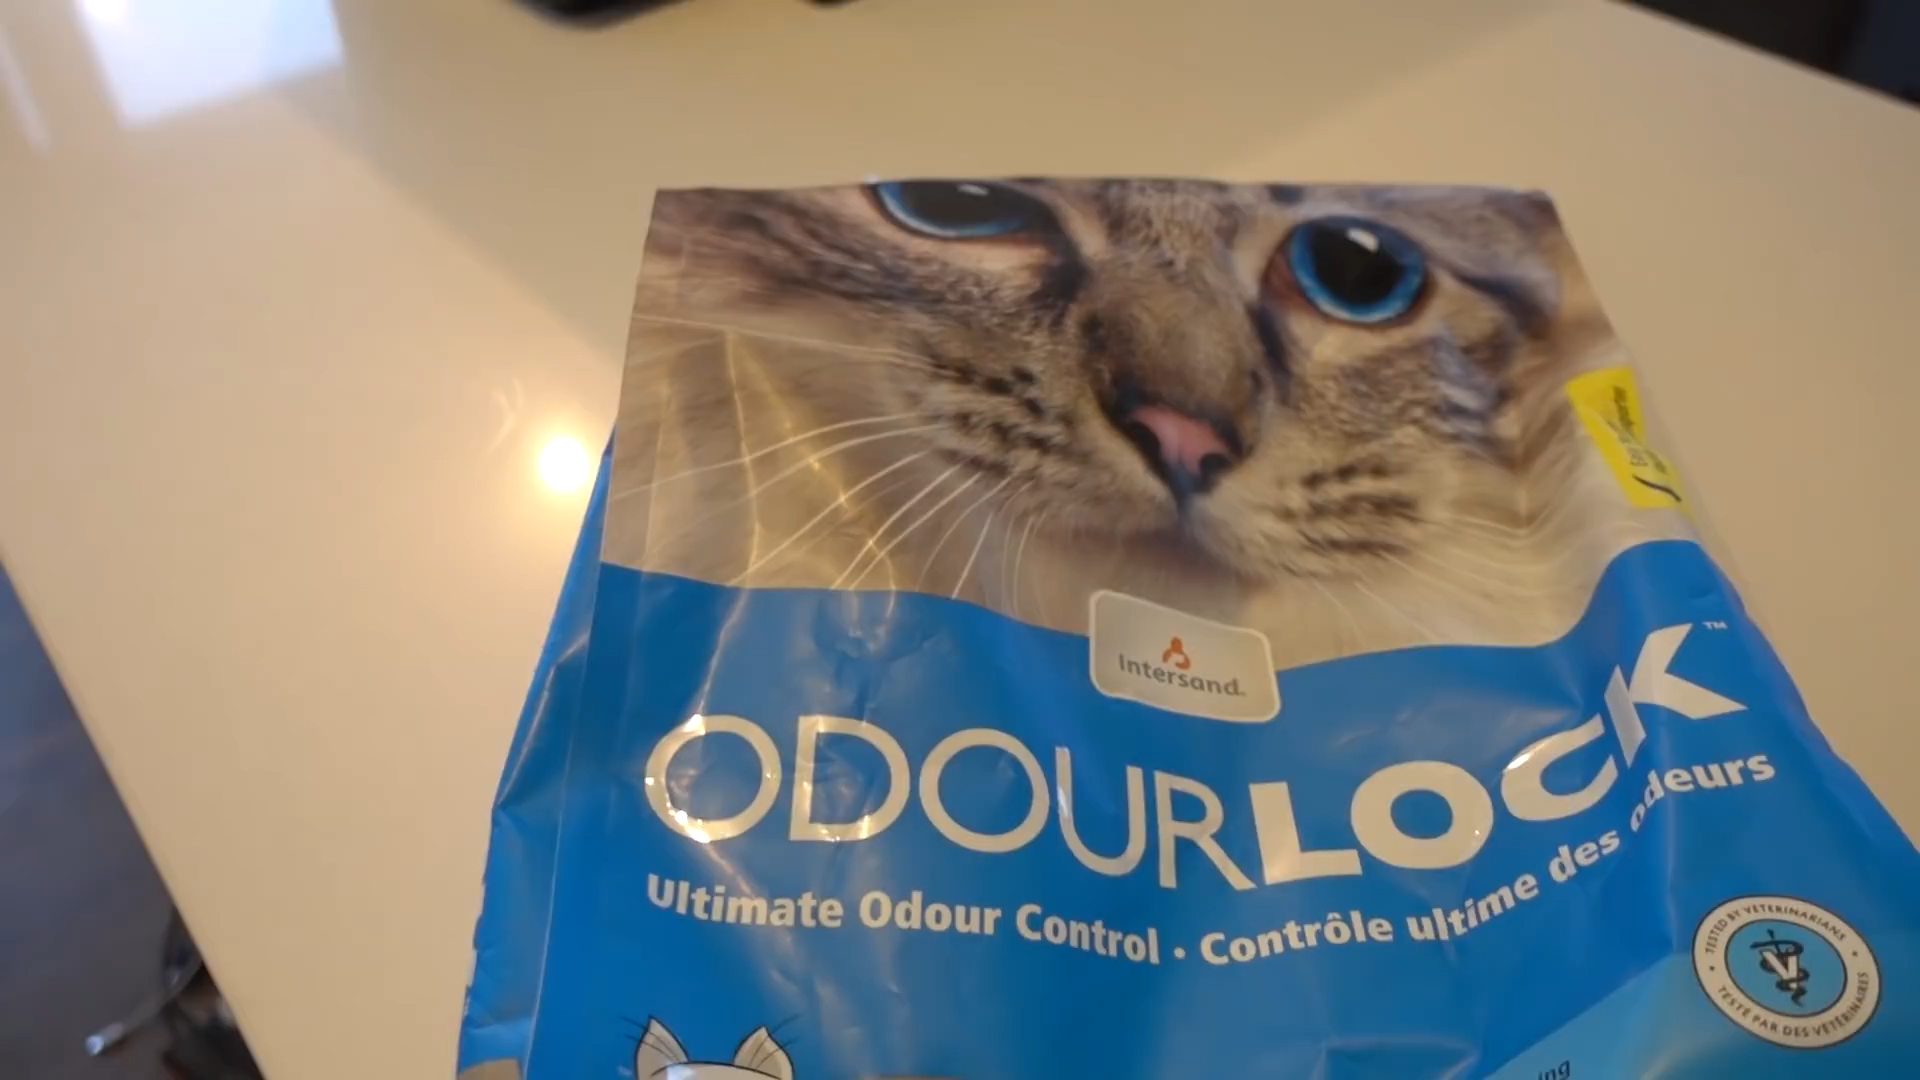 Intersand
ODOURLOCK™
Ultimate Odour Control • Contrôle ultime des odeurs
TESTED BY VETERINARIANS
V
TESTÉ PAR DES VÉTÉRINAIRES